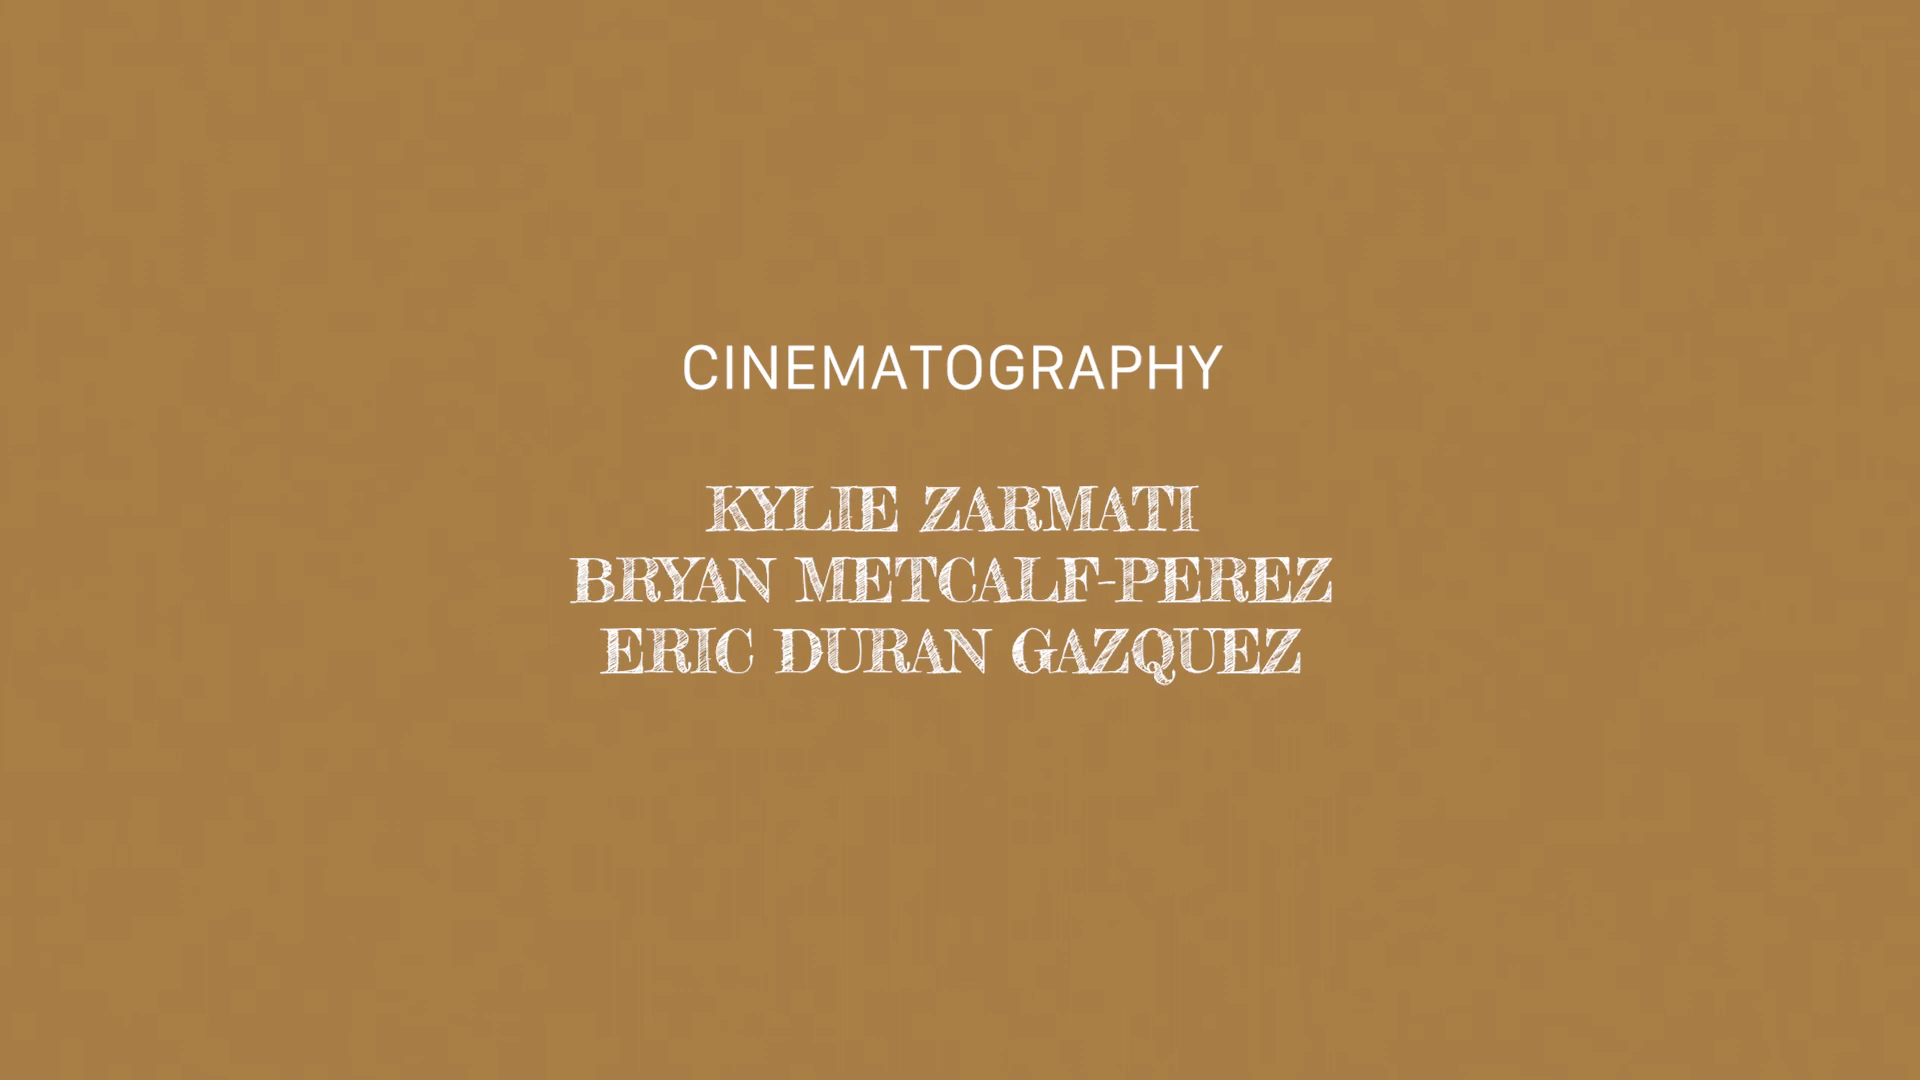 CINEMATOGRAPHY
KYLIE ZARMATI
BRYAN METCALF-PEREZ
ERIC DURAN GAZQUEZ